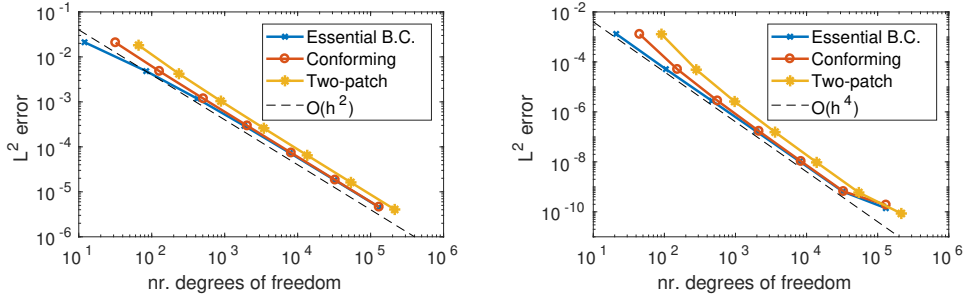 10^-1
10^-2
10^-3
10^-4
10^-5
10^-6
L^2 error
10^1 10^2 10^3 10^4 10^5 10^6
nr. degrees of freedom
Essential B.C.
Conforming
Two-patch
O(h^2)
10^-2
10^-4
10^-6
10^-8
10^-10
L^2 error
10^1 10^2 10^3 10^4 10^5 10^6
nr. degrees of freedom
Essential B.C.
Conforming
Two-patch
O(h^4)